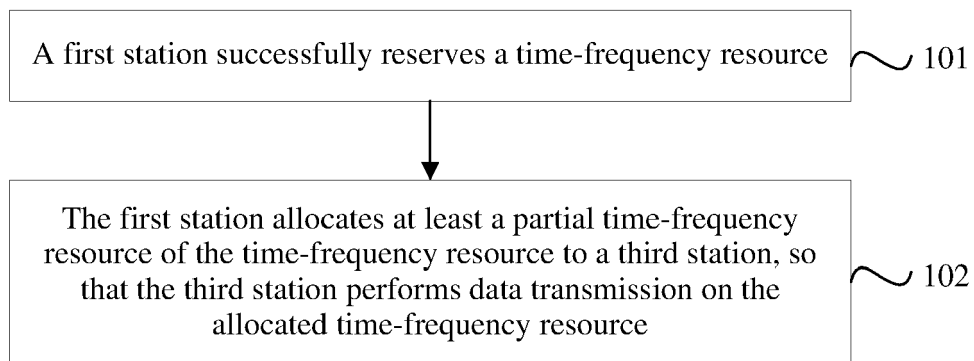 A first station successfully reserves a time-frequency resource
101
The first station allocates at least a partial time-frequency
resource of the time-frequency resource to a third station, so
that the third station performs data transmission on the
allocated time-frequency resource
102